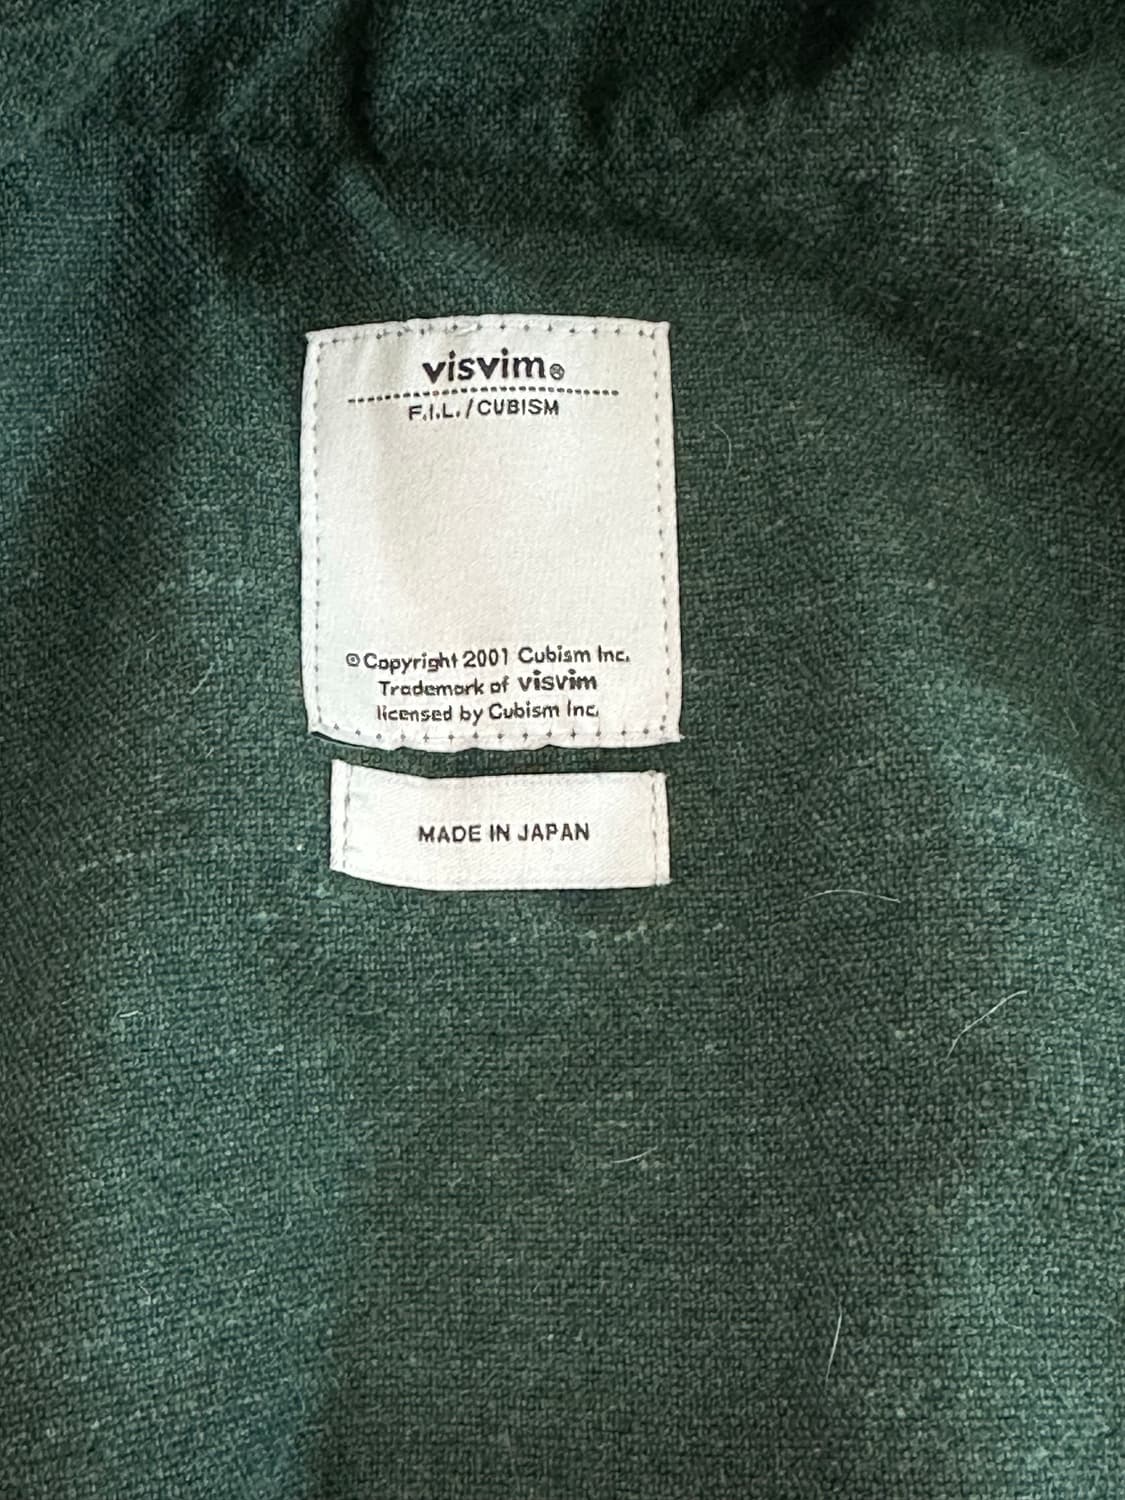 visvim®
F.I.L./CUBISM
©Copyright 2001 Cubism Inc.
Trademark of visvim
licensed by Cubism Inc.
MADE IN JAPAN